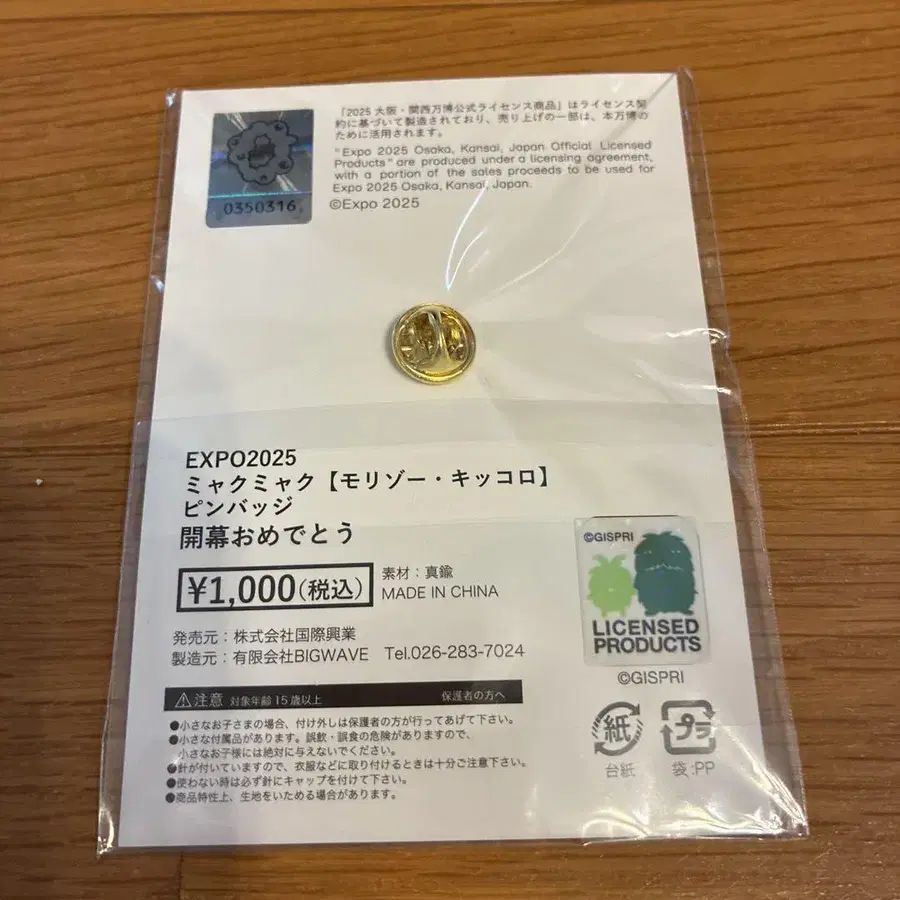 「2025 大阪・関西万博公式ライセンス商品」はライセンス契
約に基づいて製造されており、売り上げの一部は、本万博の
ために活用されます。
"Expo 2025 Osaka, Kansai, Japan Official Licensed
Products" are produced under a licensing agreement,
with a portion of the sales proceeds to be used for
Expo 2025 Osaka, Kansai, Japan.
©Expo 2025
0350316
EXPO2025
ミャクミャク【モリゾー・キッコロ】
ピンバッジ
開幕おめでとう
¥1,000(税込)
素材：真鍮
MADE IN CHINA
発売元：株式会社国際興業
製造元：有限会社BIGWAVE Tel.026-283-7024
©GISPRI
LICENSED
PRODUCTS
©GISPRI
⚠注意 対象年齢15歳以上 保護者の方へ
●小さなお子さまの場合、付け外しは保護者の方が行ってあげて下さい。
●小さな付属品があります。誤飲・誤食の危険がありますので、
小さなお子様には絶対に与えないでください。
●針が付いていますので、衣服などに取り付けるときは十分ご注意下さい。
●使わない時は必ず針にキャップを付けて下さい。
●商品特性上、生地をいためる場合があります。
紙
台紙
プラ
袋:PP